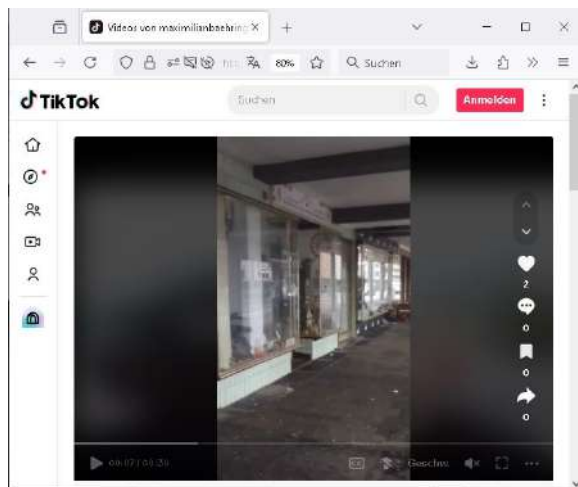 Videos von maximilianbaehring
80%
Suchen
TikTok
Suchen
Anmelden
2
0
0
0
00:07 / 00:30
Geschw.